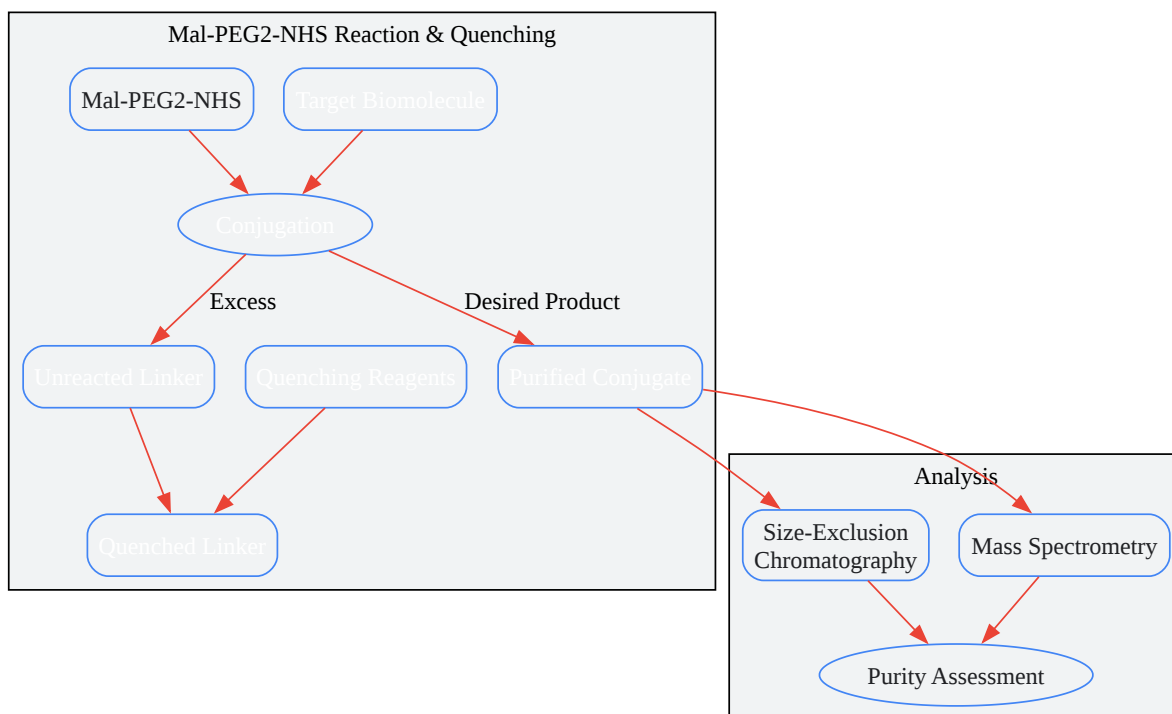 Mal-PEG2-NHS Reaction & Quenching
Mal-PEG2-NHS
Target Biomolecule
Conjugation
Excess
Desired Product
Unreacted Linker
Quenching Reagents
Purified Conjugate
Quenched Linker
Analysis
Size-Exclusion
Chromatography
Mass Spectrometry
Purity Assessment